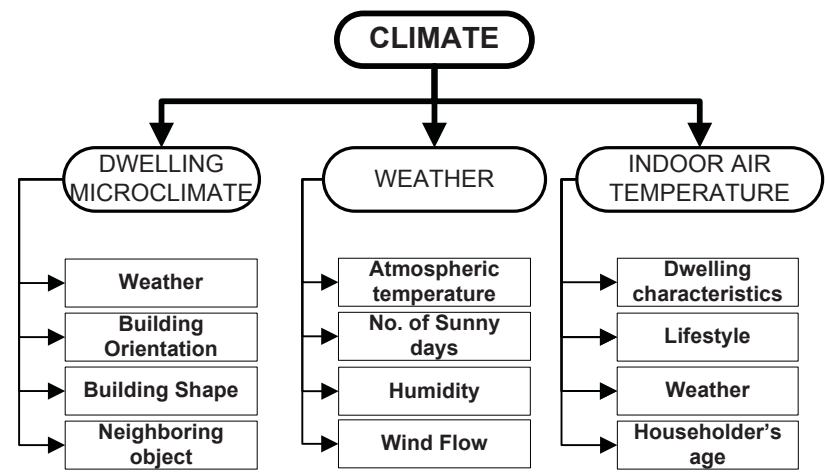 CLIMATE
DWELLING
MICROCLIMATE
WEATHER
INDOOR AIR
TEMPERATURE
Weather
Building
Orientation
Building Shape
Neighboring
object
Atmospheric
temperature
No. of Sunny
days
Humidity
Wind Flow
Dwelling
characteristics
Lifestyle
Weather
Householder's
age